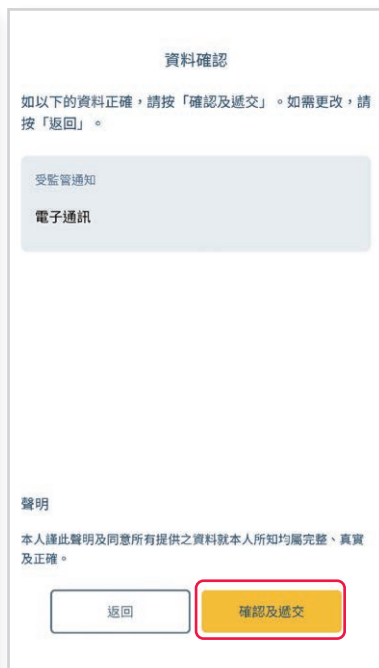 資料確認
如以下的資料正確，請按「確認及遞交」。如需更改，請
按「返回」。
受監管通知
電子通訊
聲明
本人謹此聲明及同意所有提供之資料就本人所知均屬完整、真實
及正確。
返回
確認及遞交